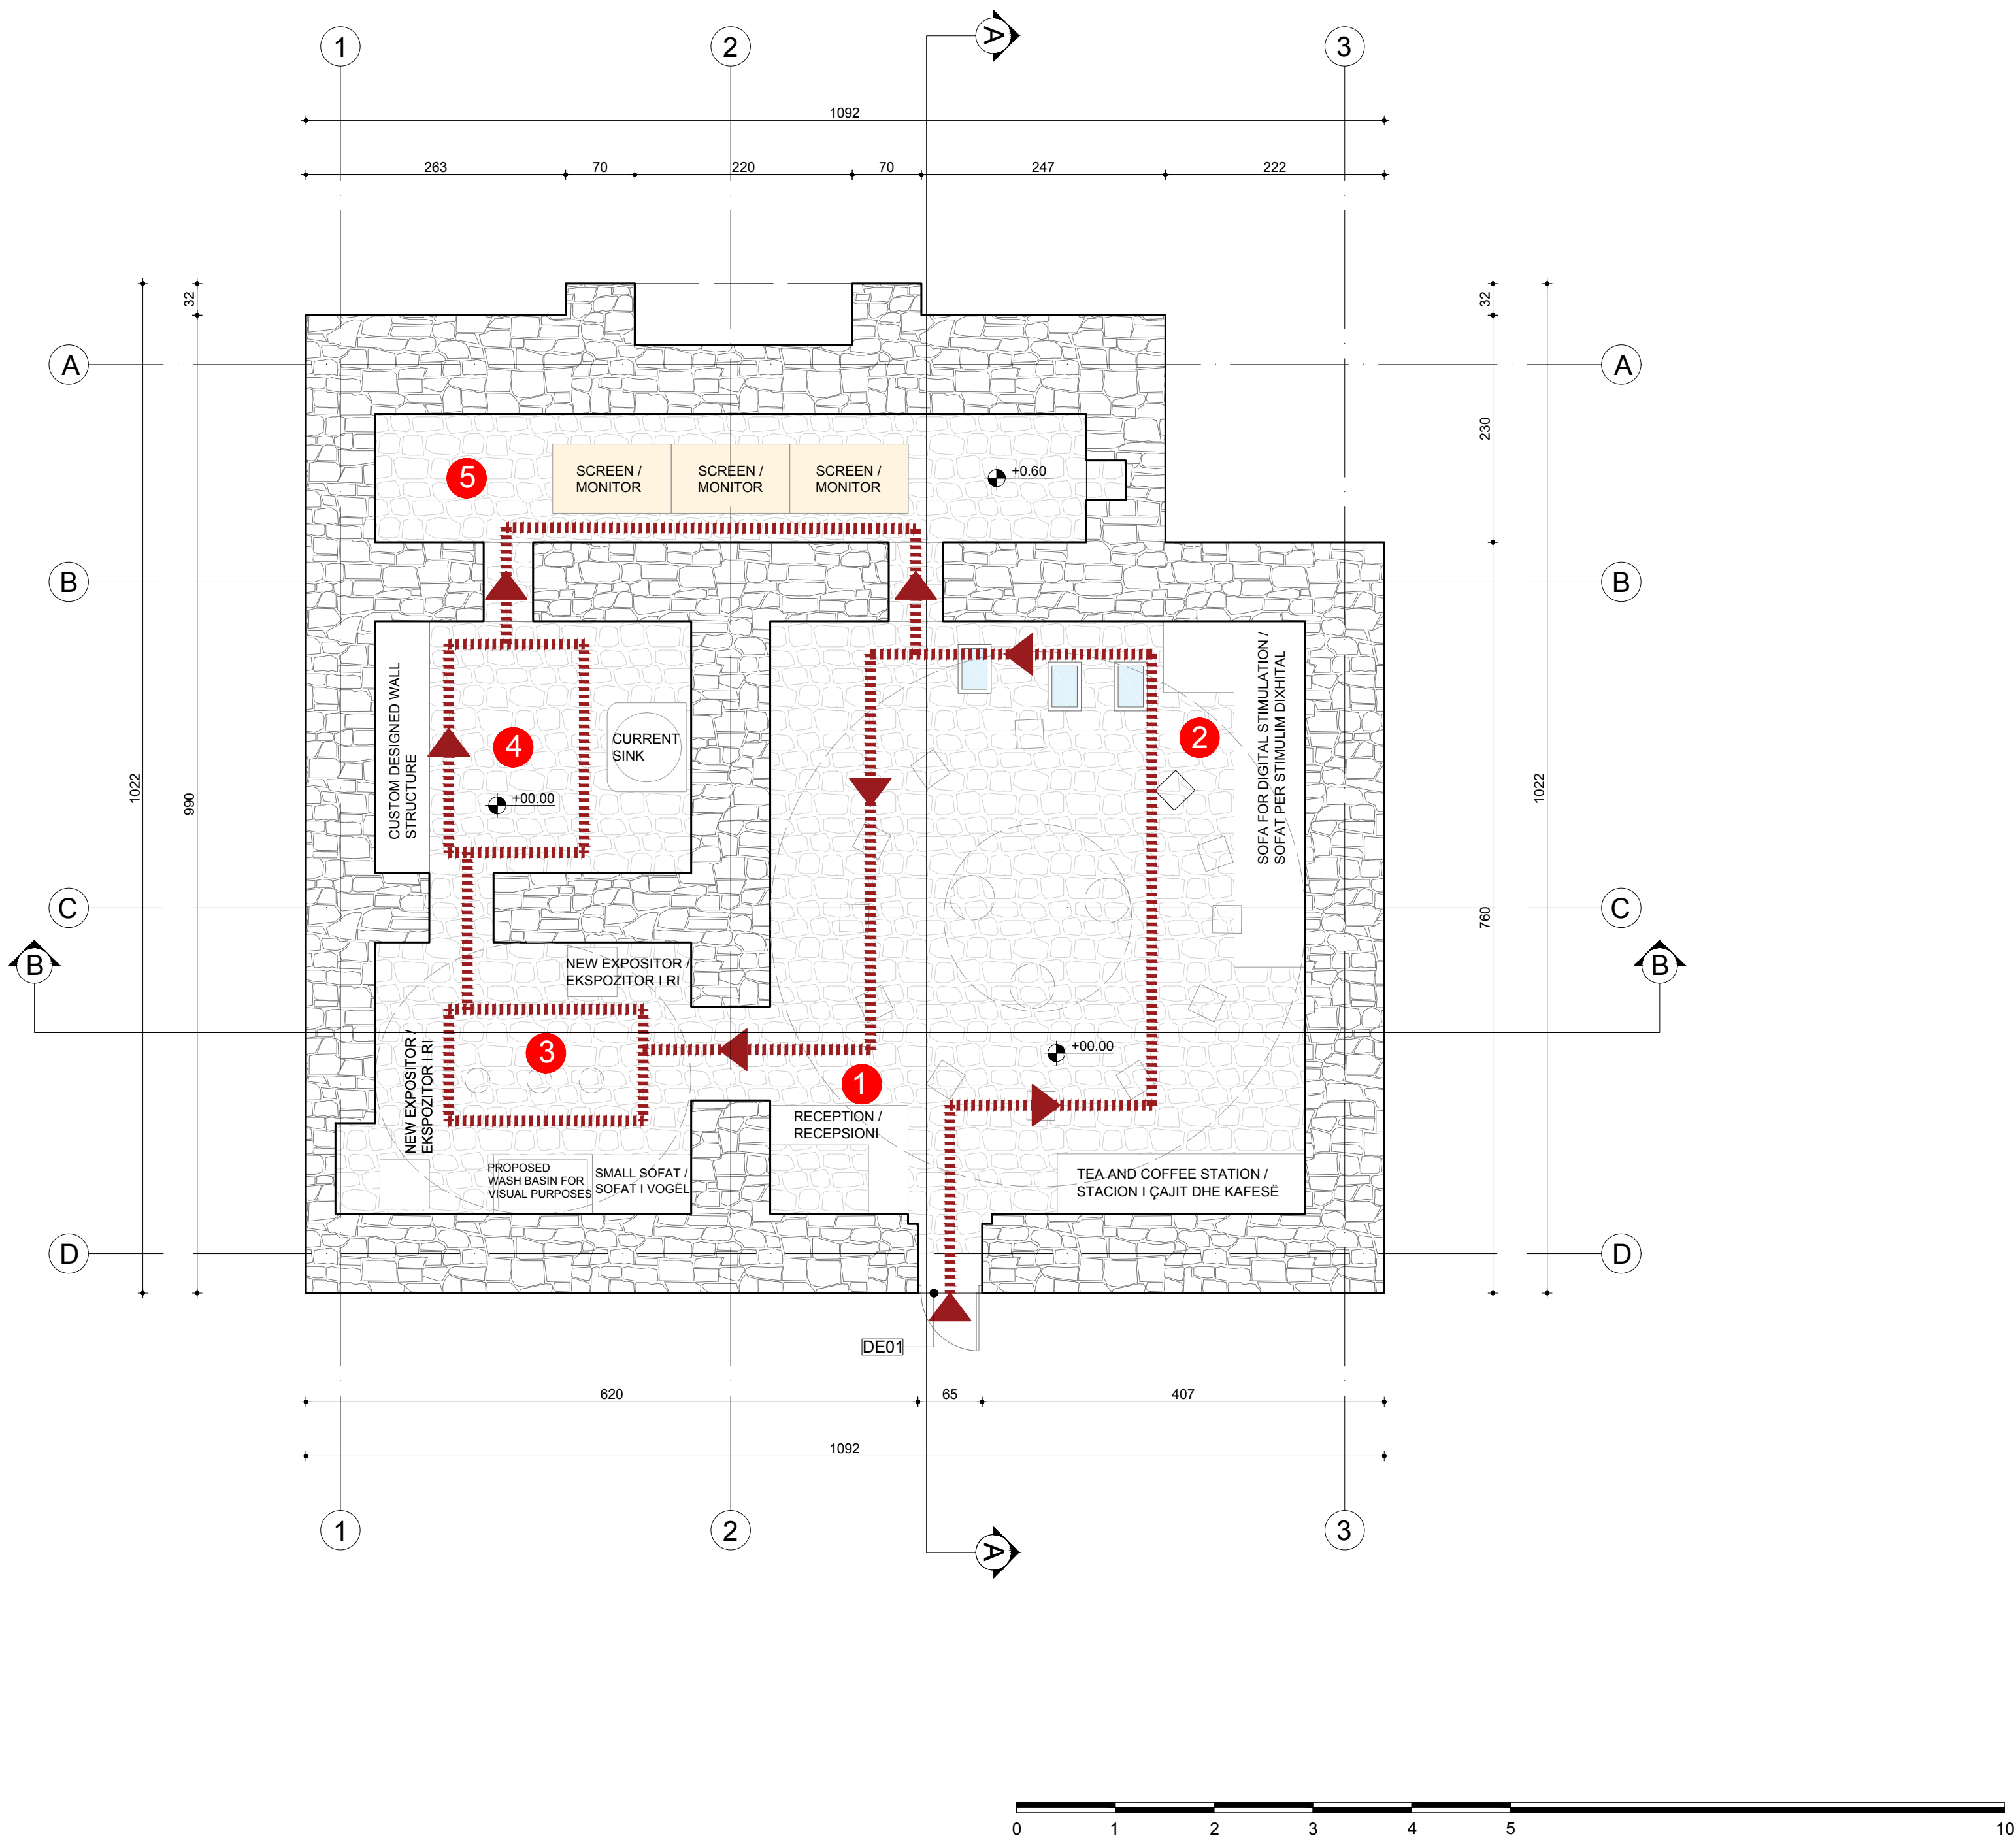 A
1
2
3
1092
263
70
220
70
247
222
32
32
A
A
230
5
SCREEN /
MONITOR
SCREEN /
MONITOR
SCREEN /
MONITOR
+0.60
B
B
CUSTOM DESIGNED WALL
STRUCTURE
4
CURRENT
SINK
+00.00
2
SOFA FOR DIGITAL STIMULATION /
SOFAT PER STIMULIM DIXHITAL
1022
990
1022
760
C
C
B
B
NEW EXPOSITOR /
EKSPOZITOR I RI
NEW EXPOSITOR /
EKSPOZITOR I RI
3
+00.00
1
RECEPTION /
RECEPSIONI
PROPOSED
WASH BASIN FOR
VISUAL PURPOSES
SMALL SOFAT /
SOFAT I VOGËL
TEA AND COFFEE STATION /
STACION I ÇAJIT DHE KAFESË
D
D
DE01
620
65
407
1092
1
2
3
A
0
1
2
3
4
5
10